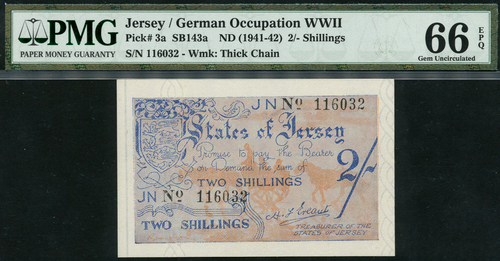 PMG
PAPER MONEY GUARANTY
Jersey / German Occupation WWII
Pick# 3a SB143a ND (1941-42) 2/- Shillings
S/N 116032 - Wmk: Thick Chain
66 EPQ
Gem Uncirculated
JN Nº 116032
States of Jersey
I Promise to pay the Bearer
on Demand the sum of
2/-
TWO SHILLINGS
JN Nº 116032
H. F. Ereaut
TWO SHILLINGS
TREASURER OF THE
STATES OF JERSEY